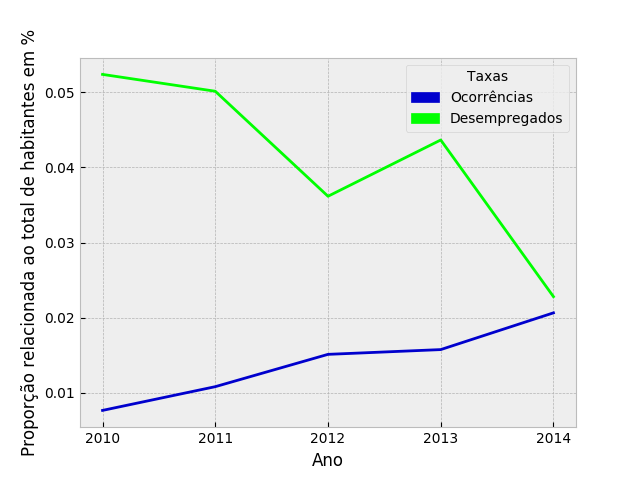 Proporção relacionada ao total de habitantes em %
0.05
0.04
0.03
0.02
0.01
Taxas
Ocorrências
Desempregados
2010 2011 2012 2013 2014
Ano